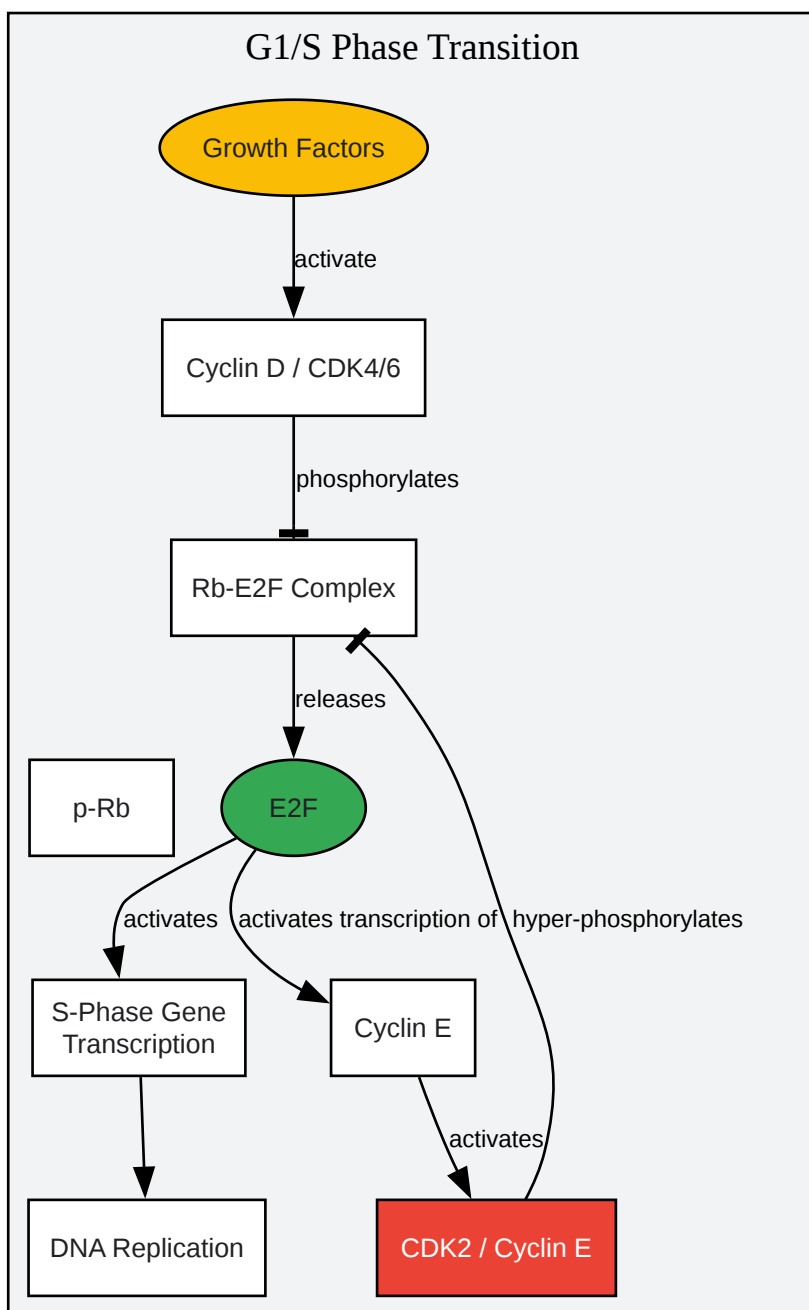 G1/S Phase Transition
Growth Factors
activate
Cyclin D / CDK4/6
phosphorylates
Rb-E2F Complex
releases
p-Rb
E2F
activates
activates transcription of
hyper-phosphorylates
S-Phase Gene
Transcription
Cyclin E
activates
DNA Replication
CDK2 / Cyclin E